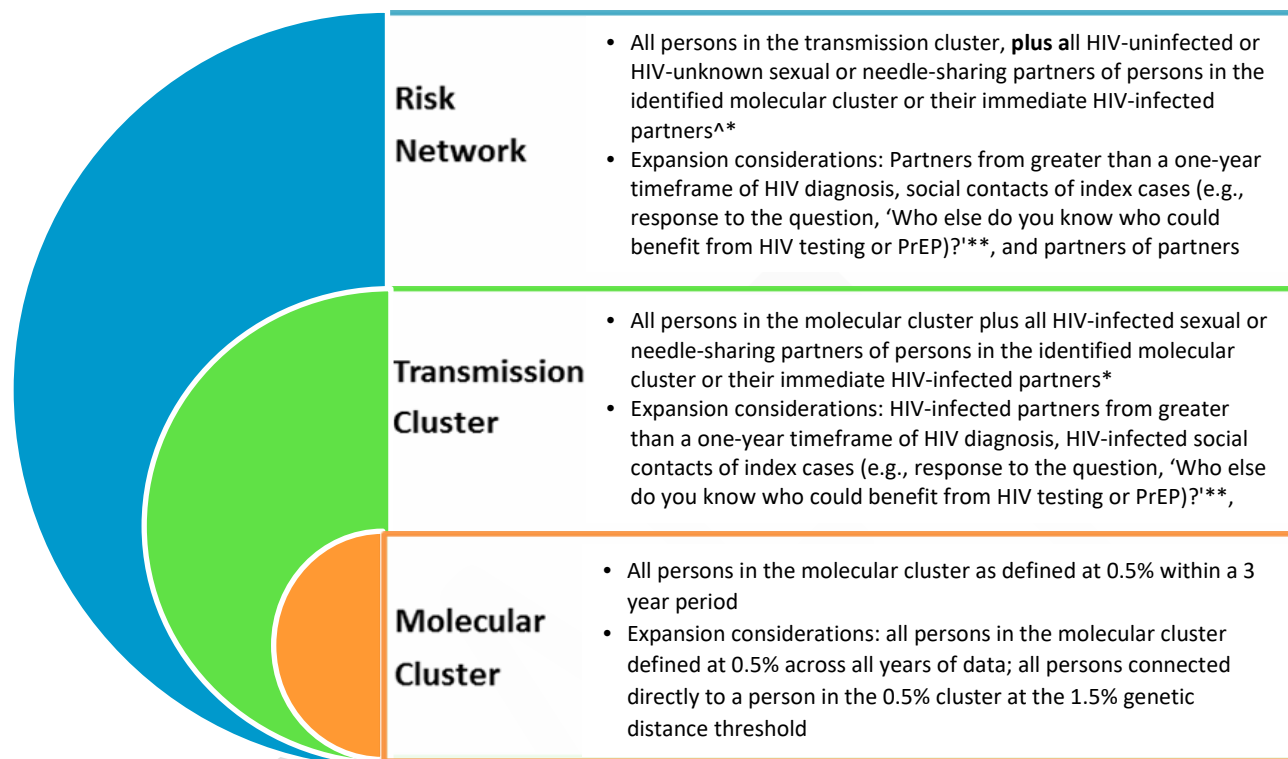 Risk
Network
• All persons in the transmission cluster, plus all HIV-uninfected or
HIV-unknown sexual or needle-sharing partners of persons in the
identified molecular cluster or their immediate HIV-infected
partners^*
• Expansion considerations: Partners from greater than a one-year
timeframe of HIV diagnosis, social contacts of index cases (e.g.,
response to the question, ‘Who else do you know who could
benefit from HIV testing or PrEP)?'**, and partners of partners
Transmission
Cluster
• All persons in the molecular cluster plus all HIV-infected sexual or
needle-sharing partners of persons in the identified molecular
cluster or their immediate HIV-infected partners*
• Expansion considerations: HIV-infected partners from greater
than a one-year timeframe of HIV diagnosis, HIV-infected social
contacts of index cases (e.g., response to the question, ‘Who else
do you know who could benefit from HIV testing or PrEP)?'**,
Molecular
Cluster
• All persons in the molecular cluster as defined at 0.5% within a 3
year period
• Expansion considerations: all persons in the molecular cluster
defined at 0.5% across all years of data; all persons connected
directly to a person in the 0.5% cluster at the 1.5% genetic
distance threshold